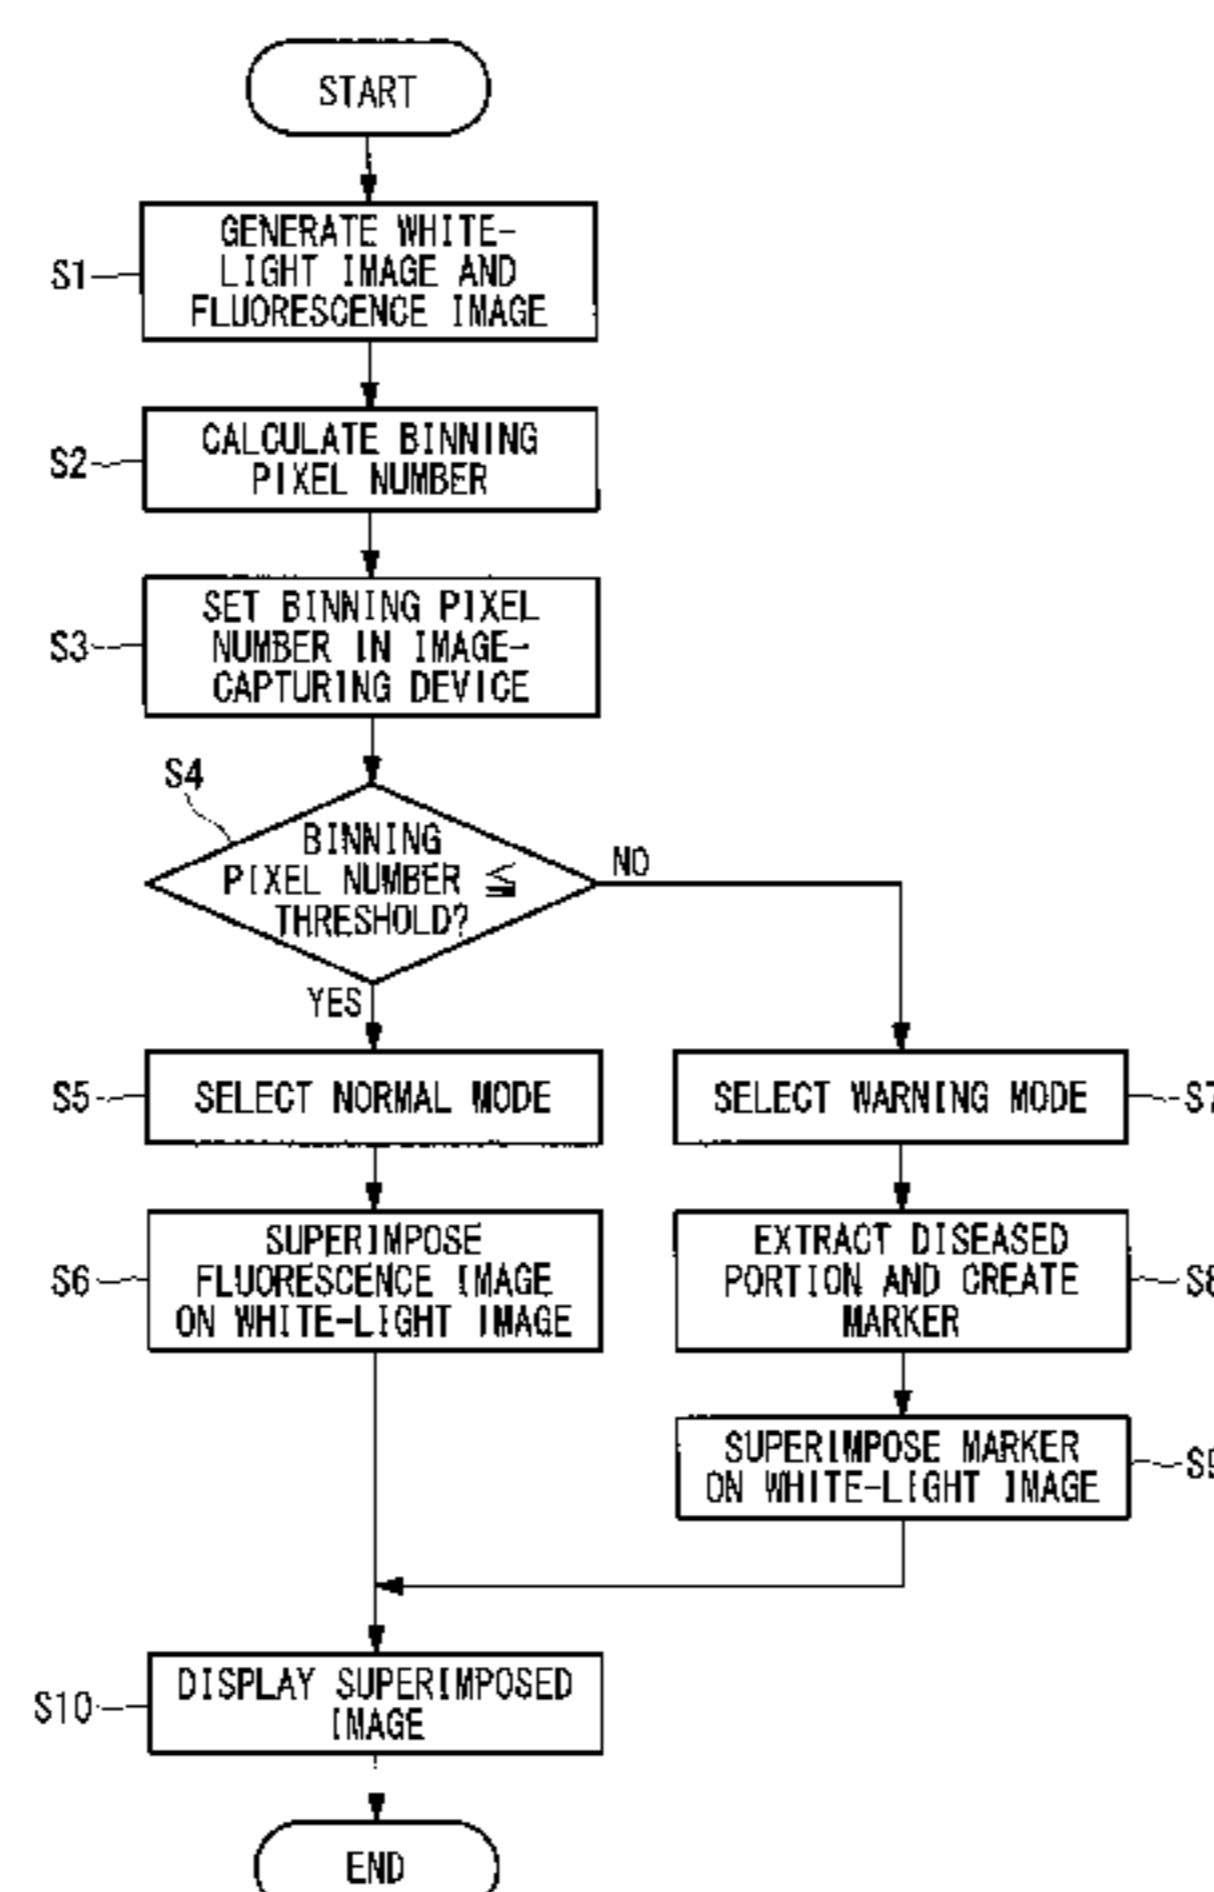 START
S1
GENERATE WHITE-
LIGHT IMAGE AND
FLUORESCENCE IMAGE
S2
CALCULATE BINNING
PIXEL NUMBER
S3
SET BINNING PIXEL
NUMBER IN IMAGE-
CAPTURING DEVICE
S4
BINNING
PIXEL NUMBER ≦
THRESHOLD?
NO
YES
S5
SELECT NORMAL MODE
SELECT WARNING MODE
S7
S6
SUPERIMPOSE
FLUORESCENCE IMAGE
ON WHITE-LIGHT IMAGE
EXTRACT DISEASED
PORTION AND CREATE
MARKER
S8
SUPERIMPOSE MARKER
ON WHITE-LIGHT IMAGE
S9
S10
DISPLAY SUPERIMPOSED
IMAGE
END